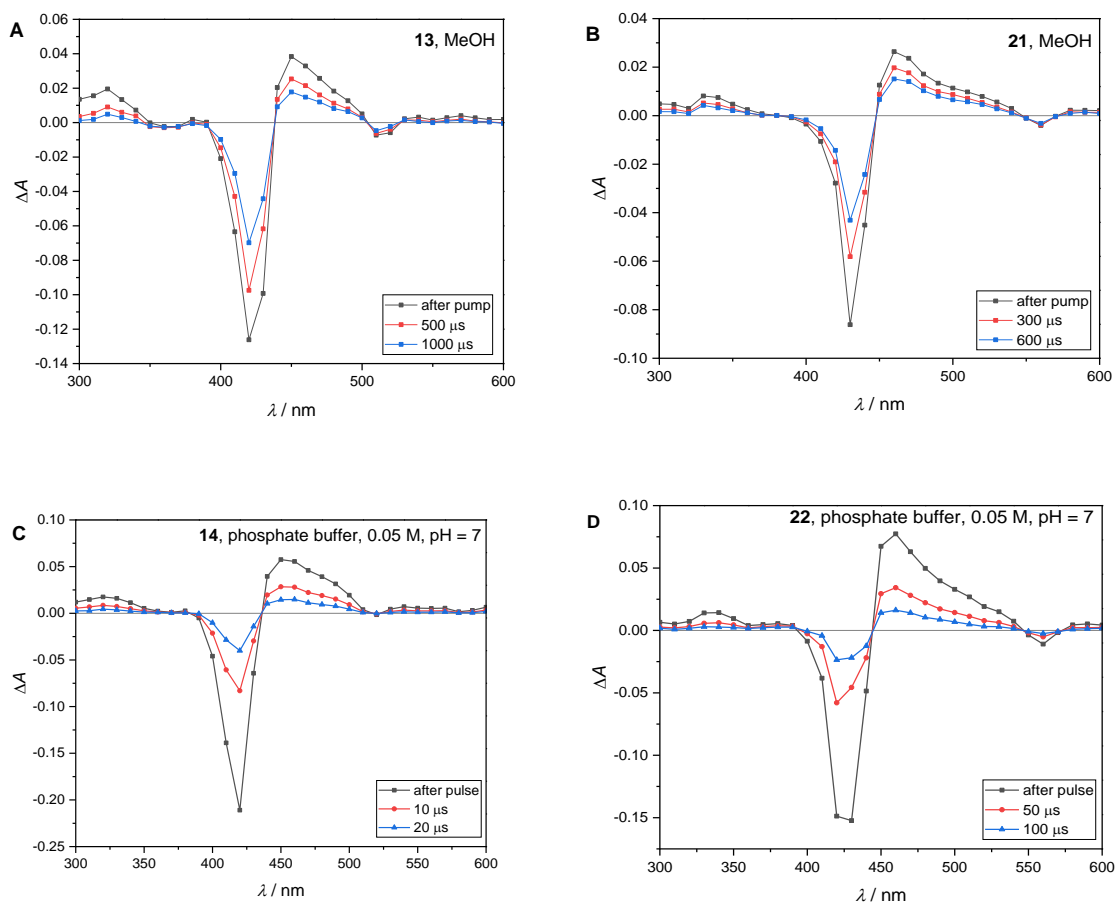 A
13, MeOH
ΔA
0.06
0.04
0.02
0.00
-0.02
-0.04
-0.06
-0.08
-0.10
-0.12
-0.14
after pump
500 µs
1000 µs
300 400 500 600
λ / nm
B
21, MeOH
ΔA
0.04
0.02
0.00
-0.02
-0.04
-0.06
-0.08
-0.10
after pump
300 µs
600 µs
300 400 500 600
λ / nm
C
14, phosphate buffer, 0.05 M, pH = 7
ΔA
0.10
0.05
0.00
-0.05
-0.10
-0.15
-0.20
-0.25
after pulse
10 µs
20 µs
300 350 400 450 500 550 600
λ / nm
D
22, phosphate buffer, 0.05 M, pH = 7
ΔA
0.10
0.05
0.00
-0.05
-0.10
-0.15
after pulse
50 µs
100 µs
300 350 400 450 500 550 600
λ / nm